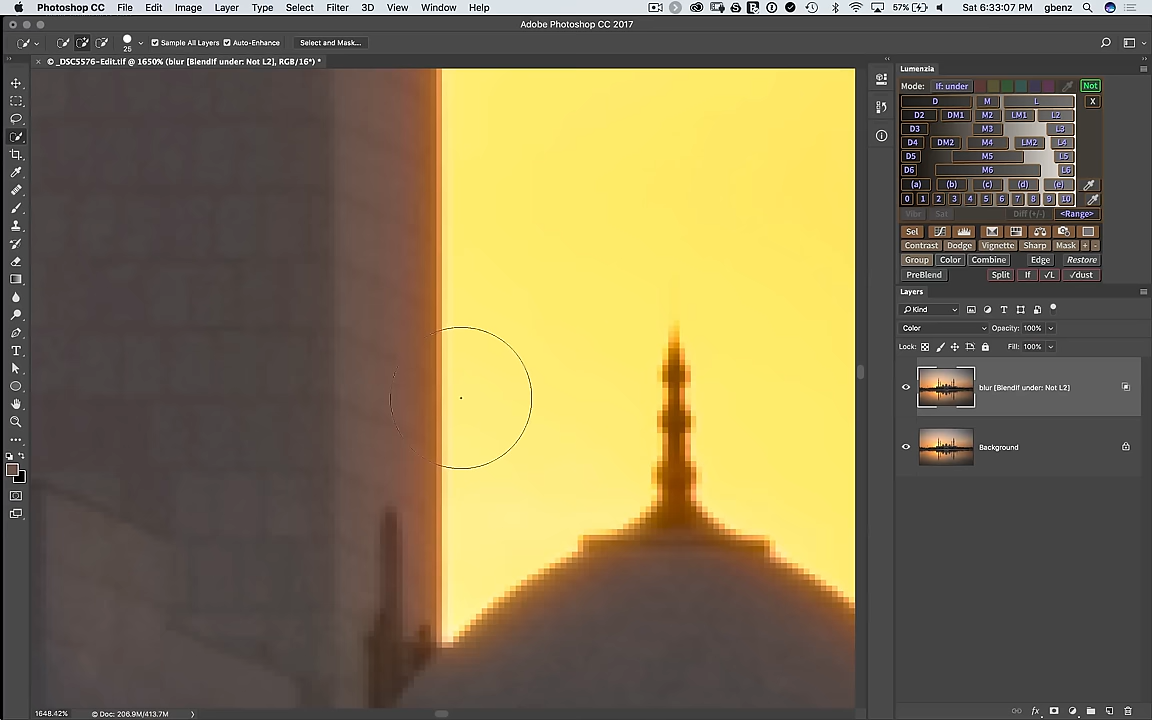 Photoshop CC File Edit Image Layer Type Select Filter 3D View Window Help 57% Sat 6:33:07 PM gbenz
Adobe Photoshop CC 2017
25 Sample All Layers Auto-Enhance Select and Mask...
× © _DSC5576-Edit.tif @ 1650% (blur [BlendIf under: Not L2], RGB/16*) *
Lumenzia
Mode: If: under Not
D M L X
D2 DM1 M2 LM1 L2
D3 M3 L3
D4 DM2 M4 LM2 L4
D5 M5 L5
D6 M6 L6
(a) (b) (c) (d) (e)
0 1 2 3 4 5 6 7 8 9 10
Vibr Sat Diff (+/-) <Range>
Sel
Contrast Dodge Vignette Sharp Mask + -
Group Color Combine Edge Restore
PreBlend Split If √L √dust
Layers
Kind
Color Opacity: 100%
Lock: Fill: 100%
blur [BlendIf under: Not L2]
Background
1648.42% © Doc: 206.9M/413.7M
fx